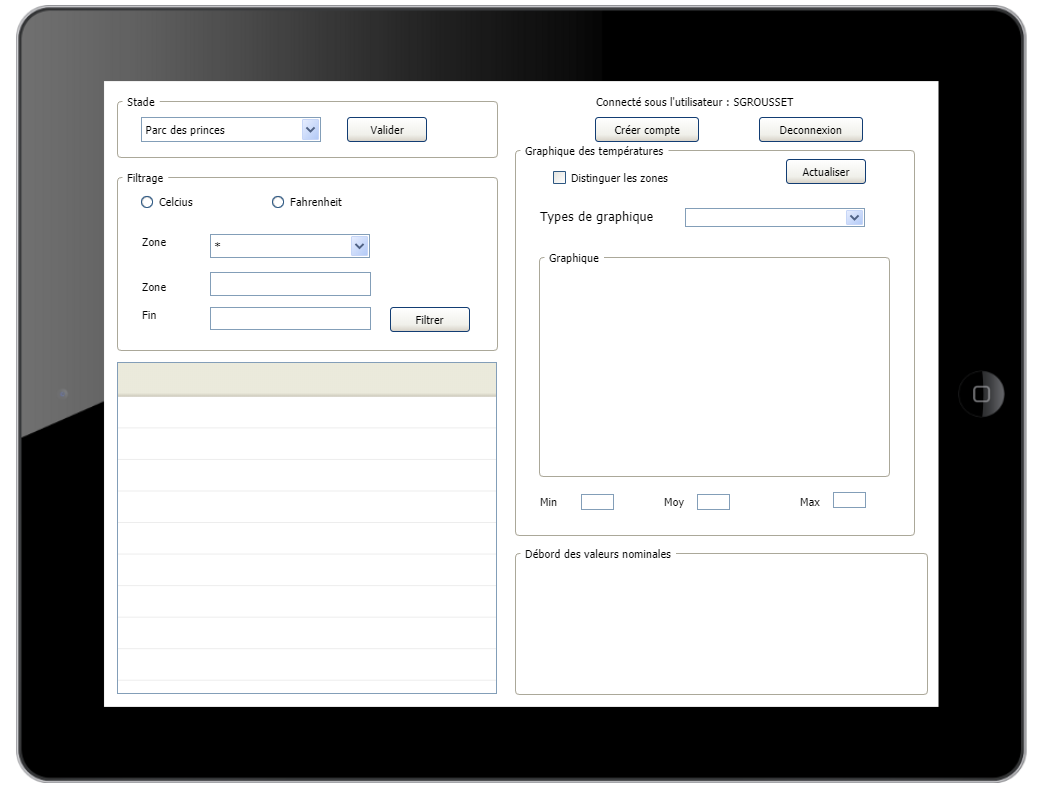 Stade
Parc des princes
Valider
Filtrage
Celcius
Fahrenheit
Zone
*
Zone
Fin
Filtrer
Connecté sous l'utilisateur : SGROUSSET
Créer compte
Deconnexion
Graphique des températures
Distinguer les zones
Actualiser
Types de graphique
Graphique
Min
Moy
Max
Débord des valeurs nominales